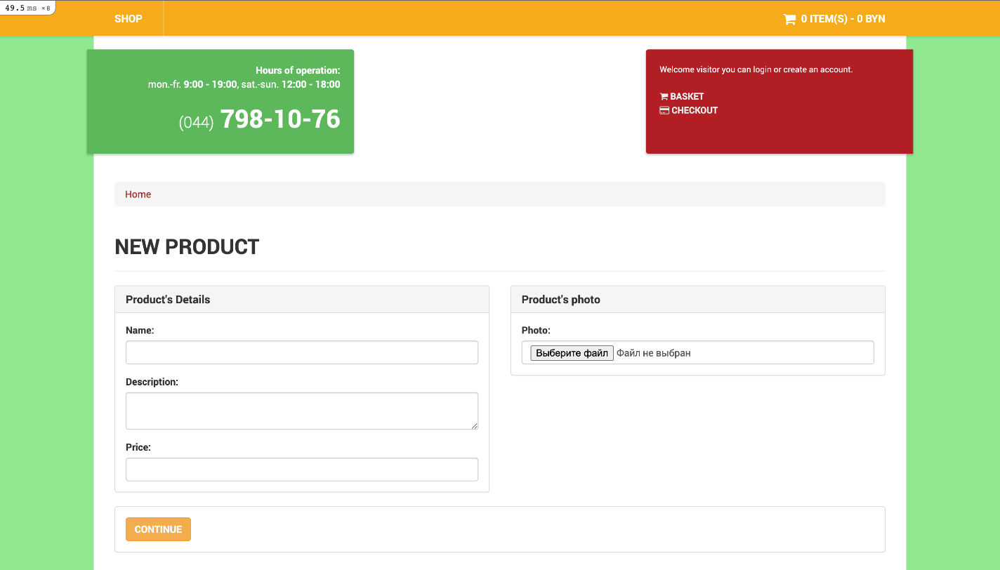 49.5 ms ×8
SHOP
0 ITEM(S) - 0 BYN
Hours of operation:
mon.-fr. 9:00 - 19:00, sat.-sun. 12:00 - 18:00
(044) 798-10-76
Welcome visitor you can login or create an account.
BASKET
CHECKOUT
Home
NEW PRODUCT
Product's Details
Name:
Description:
Price:
Product's photo
Photo:
Выберите файл Файл не выбран
CONTINUE